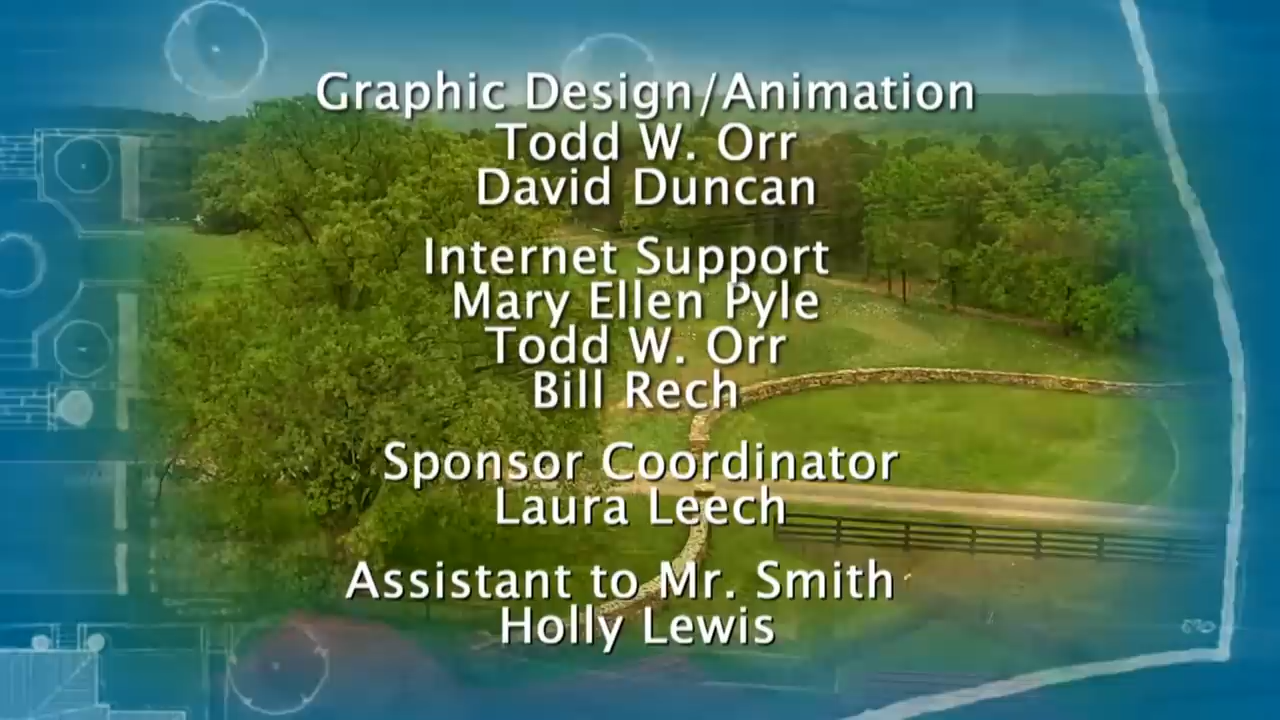 Graphic Design/Animation
Todd W. Orr
David Duncan
Internet Support
Mary Ellen Pyle
Todd W. Orr
Bill Rech
Sponsor Coordinator
Laura Leech
Assistant to Mr. Smith
Holly Lewis